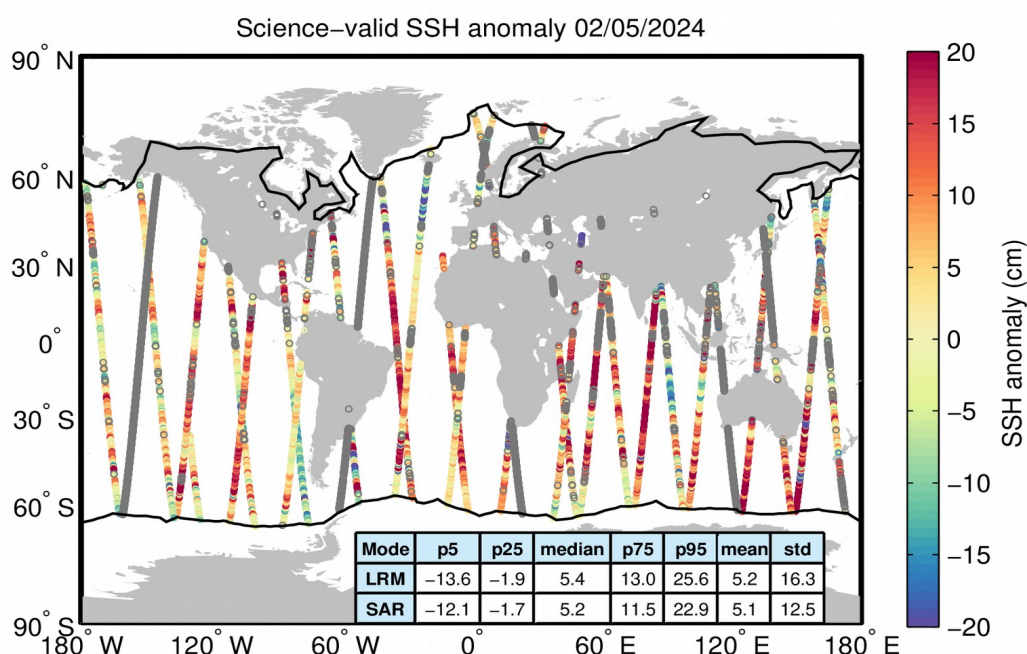 Science−valid SSH anomaly 02/05/2024
90° N
60° N
30° N
0°
30° S
60° S
90° S
180° W 120° W 60° W 0° 60° E 120° E 180° E
Mode p5 p25 median p75 p95 mean std
LRM −13.6 −1.9 5.4 13.0 25.6 5.2 16.3
SAR −12.1 −1.7 5.2 11.5 22.9 5.1 12.5
20
15
10
5
0
−5
−10
−15
−20
SSH anomaly (cm)